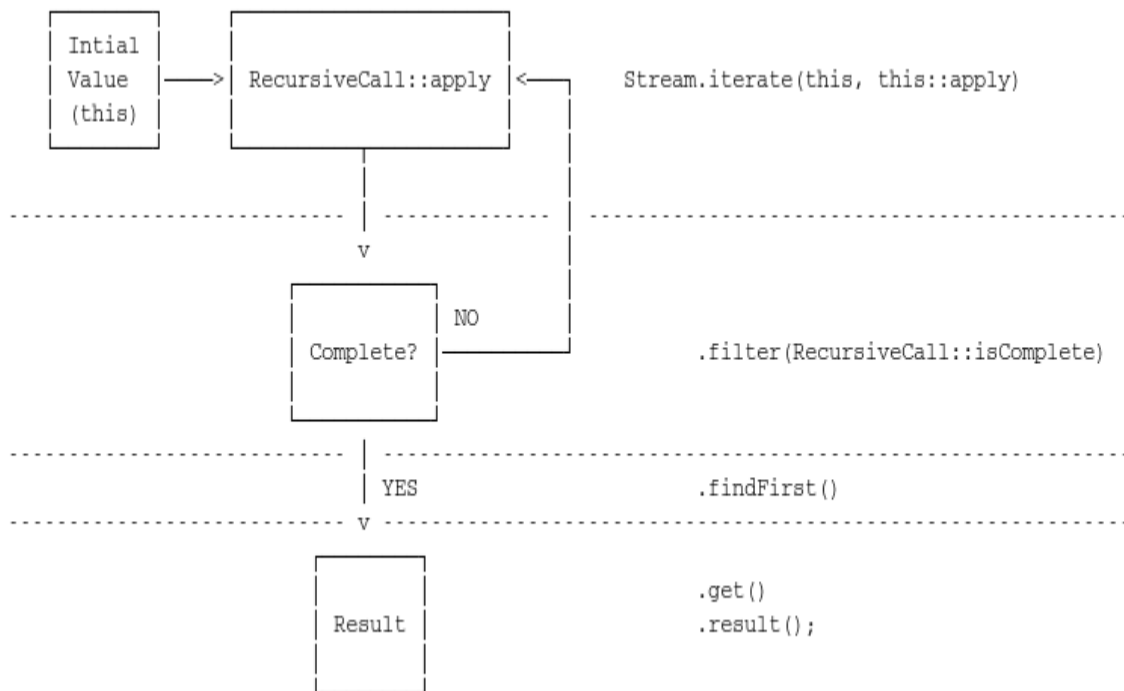 Intial
Value
(this)
RecursiveCall::apply
Stream.iterate(this, this::apply)
v
NO
Complete?
.filter(RecursiveCall::isComplete)
YES
.findFirst()
v
.get()
Result
.result();